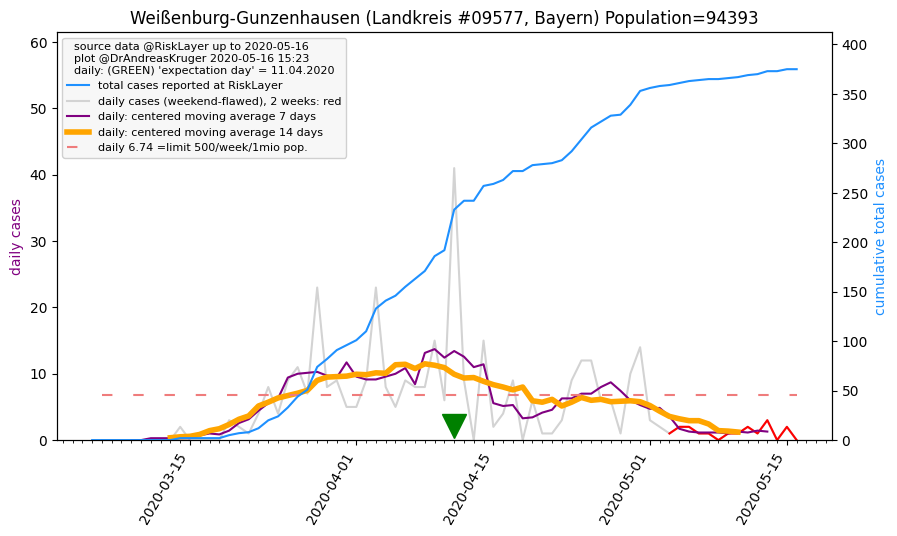 Weißenburg-Gunzenhausen (Landkreis #09577, Bayern) Population=94393
source data @RiskLayer up to 2020-05-16
plot @DrAndreasKruger 2020-05-16 15:23
daily: (GREEN) 'expectation day' = 11.04.2020
total cases reported at RiskLayer
daily cases (weekend-flawed), 2 weeks: red
daily: centered moving average 7 days
daily: centered moving average 14 days
daily 6.74 =limit 500/week/1mio pop.
daily cases
60
50
40
30
20
10
0
400
350
300
250
200
150
100
50
0
cumulative total cases
2020-03-15
2020-04-01
2020-04-15
2020-05-01
2020-05-15